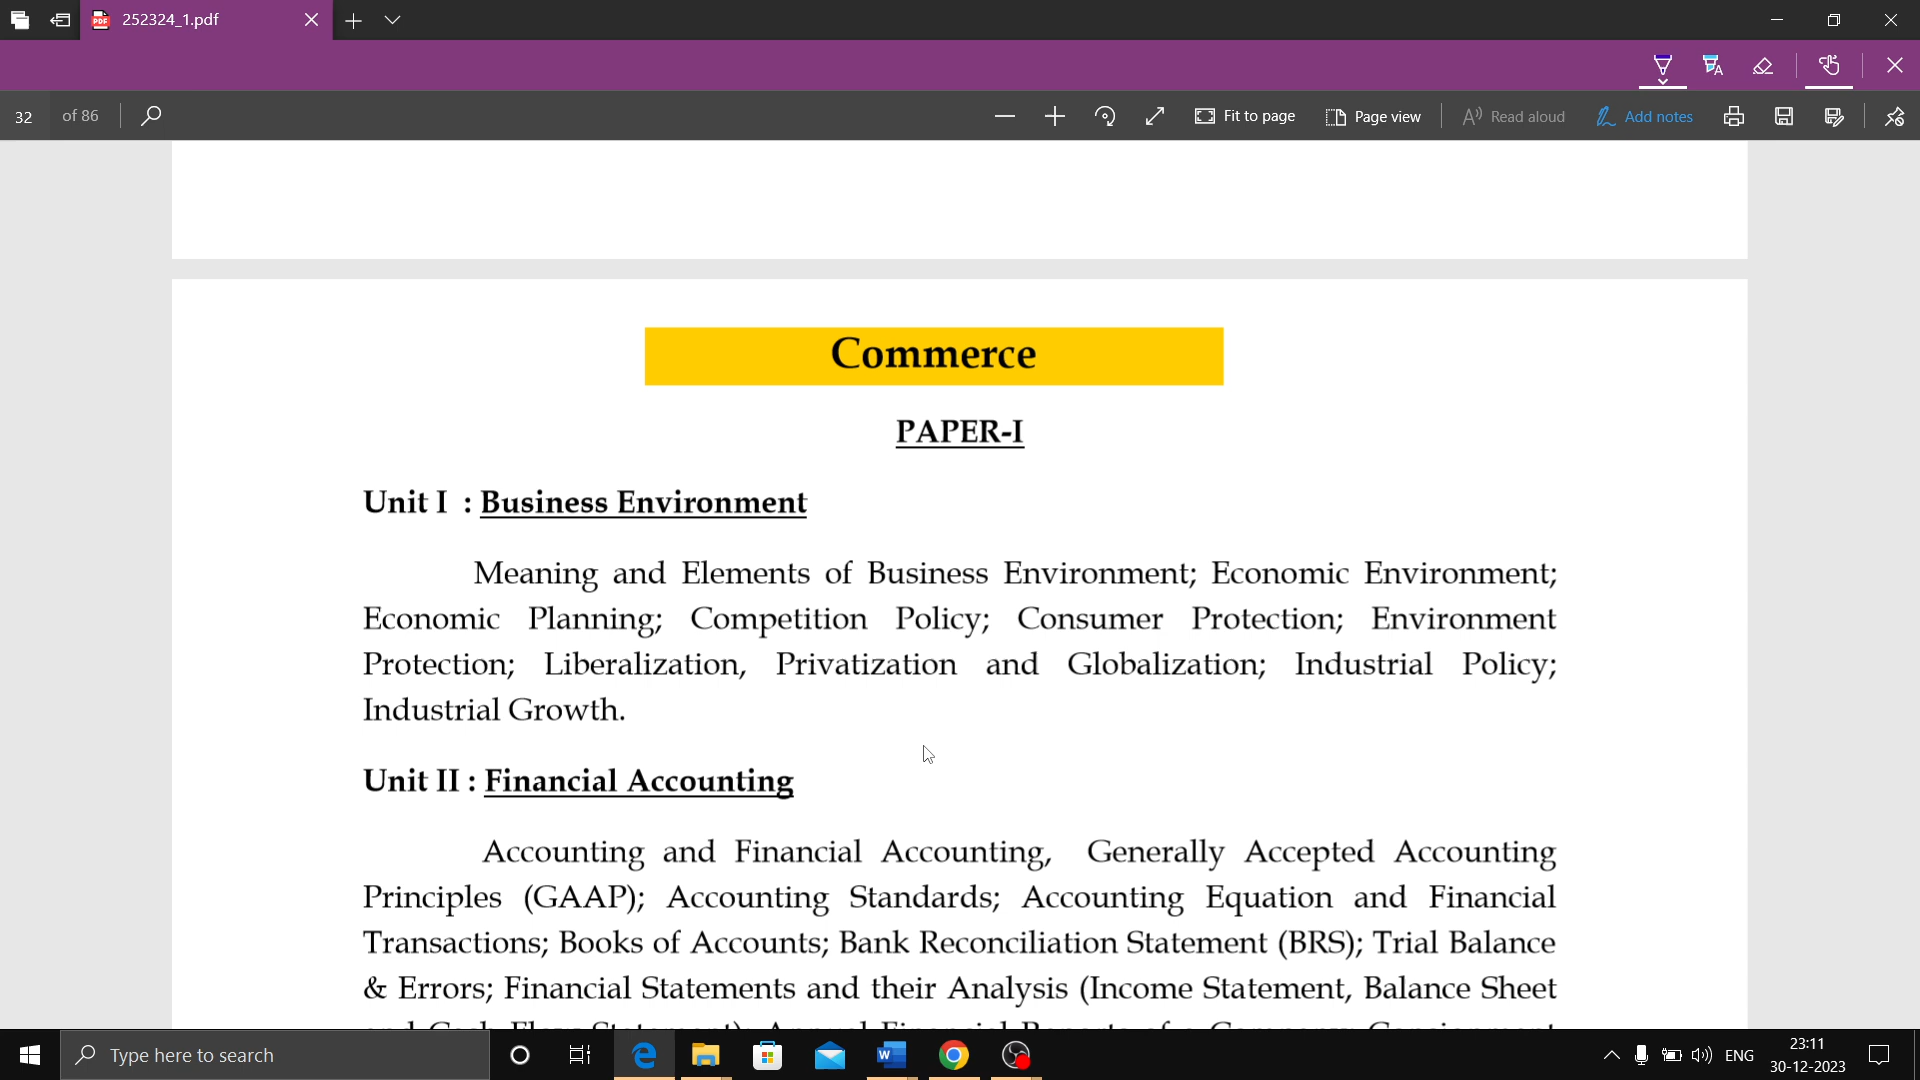 252324_1.pdf
32 of 86
Fit to page
Page view
Read aloud
Add notes
Commerce
PAPER-I
Unit I : Business Environment
Meaning and Elements of Business Environment; Economic Environment;
Economic Planning; Competition Policy; Consumer Protection; Environment
Protection; Liberalization, Privatization and Globalization; Industrial Policy;
Industrial Growth.
Unit II : Financial Accounting
Accounting and Financial Accounting, Generally Accepted Accounting
Principles (GAAP); Accounting Standards; Accounting Equation and Financial
Transactions; Books of Accounts; Bank Reconciliation Statement (BRS); Trial Balance
& Errors; Financial Statements and their Analysis (Income Statement, Balance Sheet
Type here to search
ENG
23:11
30-12-2023